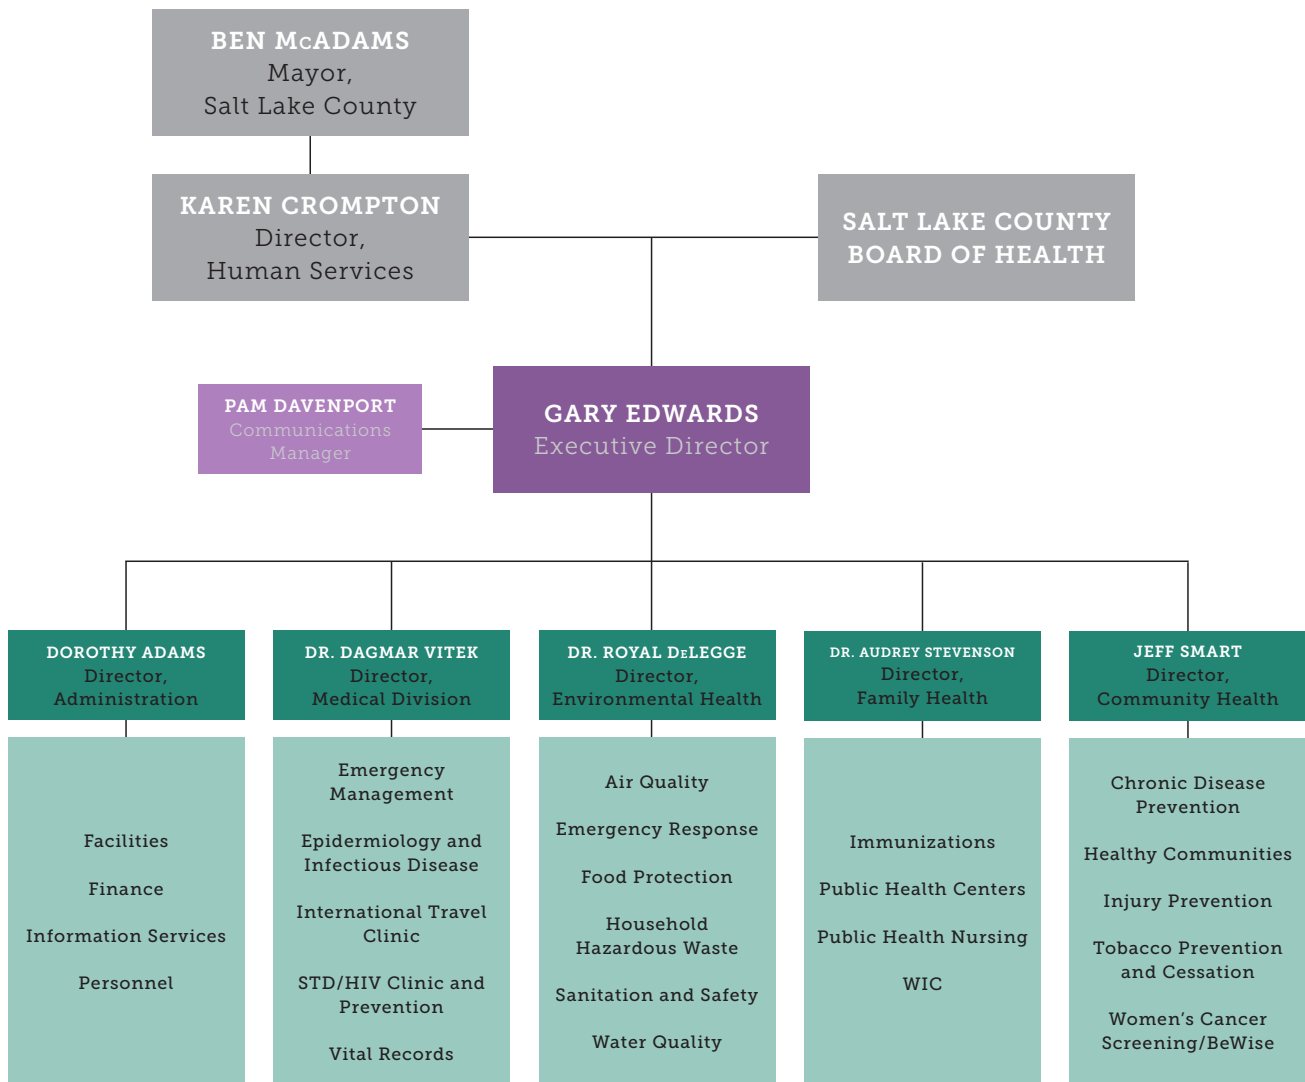 BEN McADAMS
Mayor,
Salt Lake County
KAREN CROMPTON
Director,
Human Services
SALT LAKE COUNTY
BOARD OF HEALTH
PAM DAVENPORT
Communications
Manager
GARY EDWARDS
Executive Director
DOROTHY ADAMS
Director,
Administration
DR. DAGMAR VITEK
Director,
Medical Division
DR. ROYAL DeLEGGE
Director,
Environmental Health
DR. AUDREY STEVENSON
Director,
Family Health
JEFF SMART
Director,
Community Health
Facilities
Finance
Information Services
Personnel
Emergency
Management
Epidermiology and
Infectious Disease
International Travel
Clinic
STD/HIV Clinic and
Prevention
Vital Records
Air Quality
Emergency Response
Food Protection
Household
Hazardous Waste
Sanitation and Safety
Water Quality
Immunizations
Public Health Centers
Public Health Nursing
WIC
Chronic Disease
Prevention
Healthy Communities
Injury Prevention
Tobacco Prevention
and Cessation
Women's Cancer
Screening/BeWise